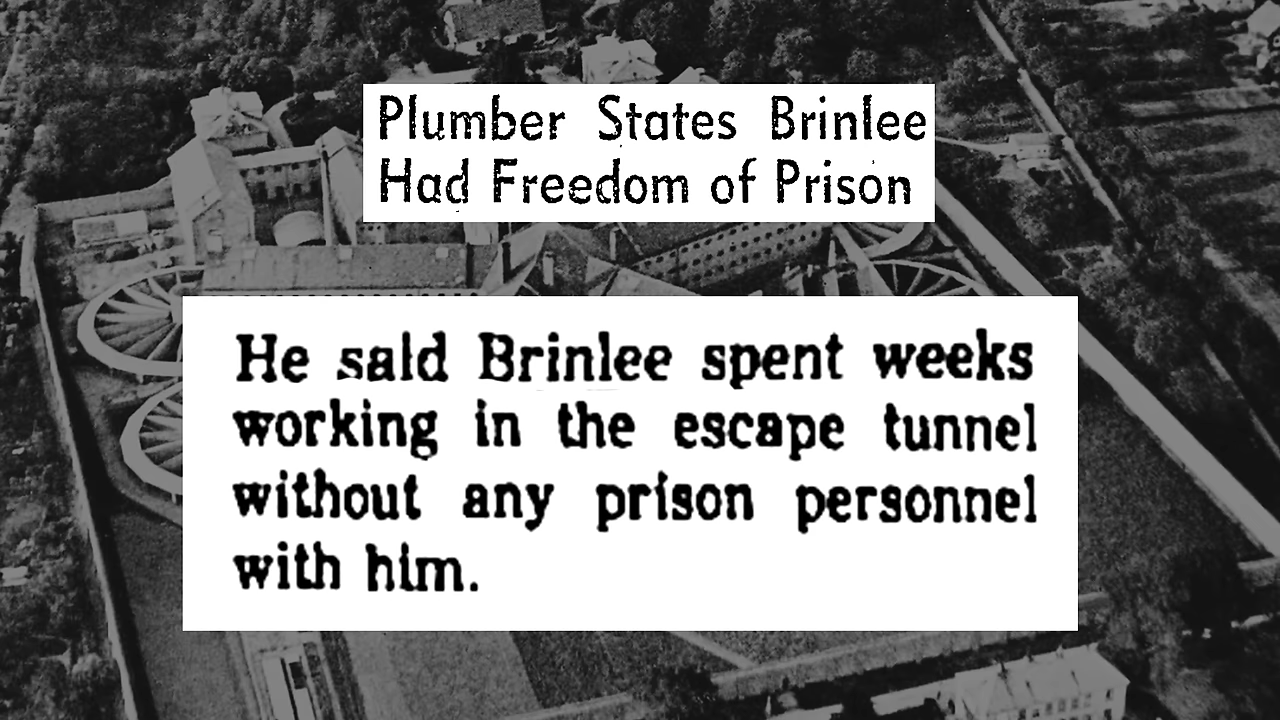 Plumber States Brinlee
Had Freedom of Prison
He said Brinlee spent weeks
working in the escape tunnel
without any prison personnel
with him.